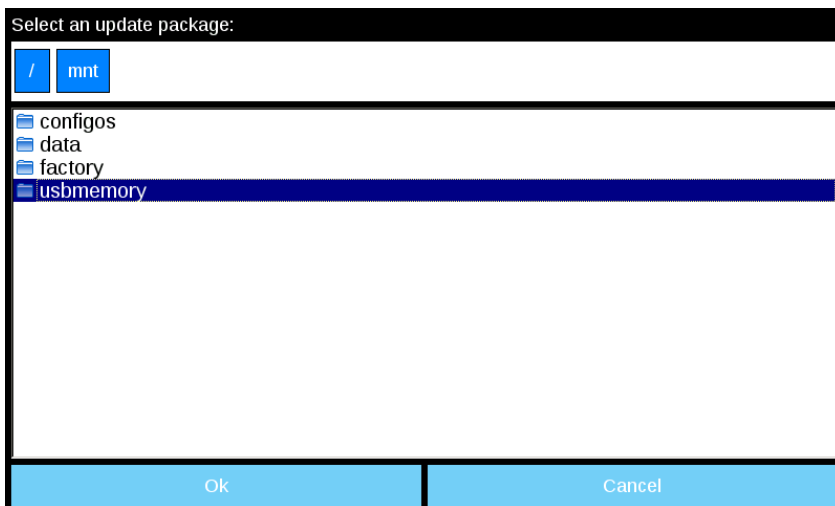 Select an update package:
/ mnt
configos
data
factory
usbmemory
Ok Cancel